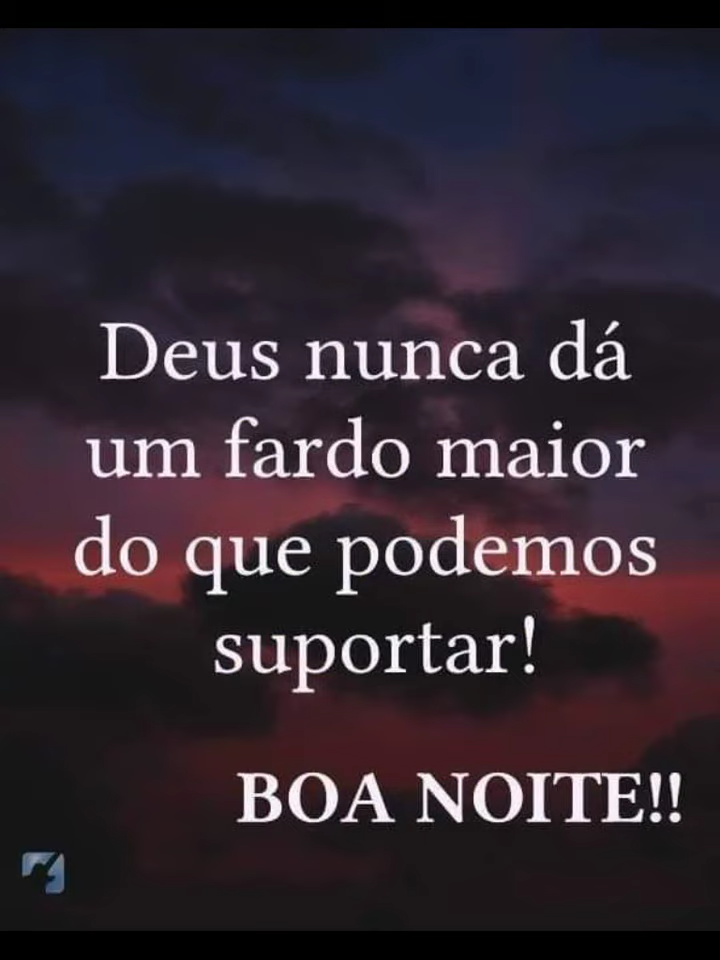 Deus nunca dá
um fardo maior
do que podemos
suportar!
BOA NOITE!!